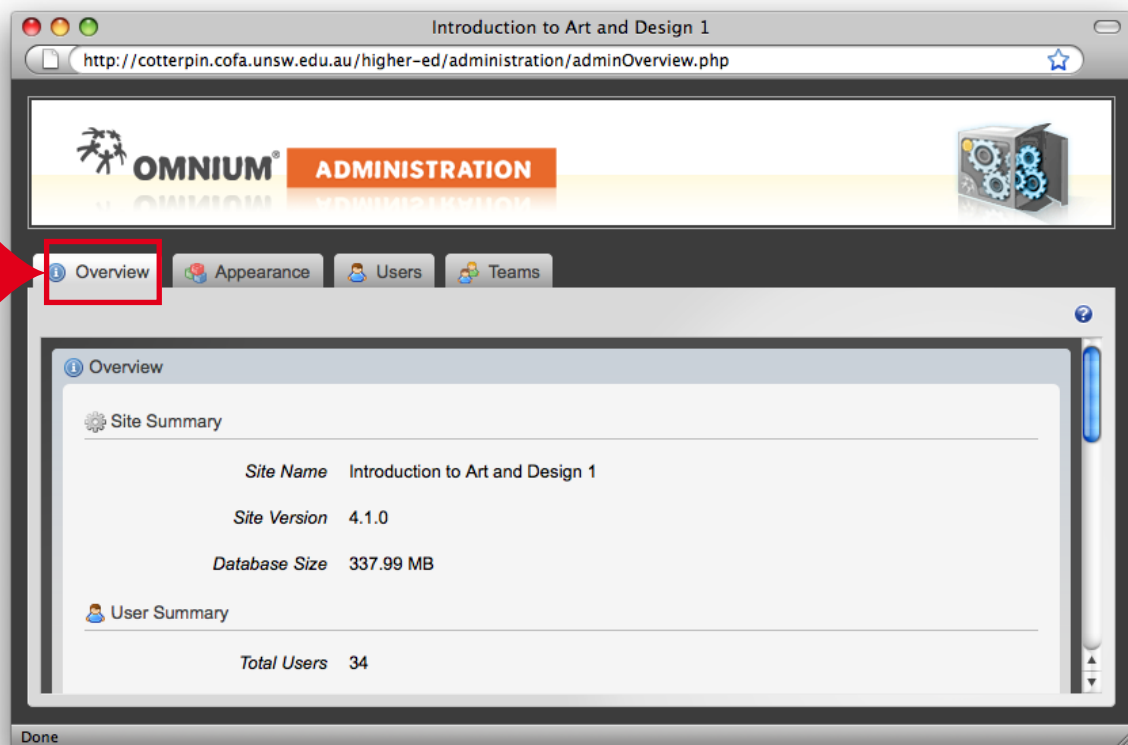 Introduction to Art and Design 1
http://cotterpin.cofa.unsw.edu.au/higher-ed/administration/adminOverview.php
OMNIUM® ADMINISTRATION
Overview Appearance Users Teams
?
Overview
Site Summary
Site Name Introduction to Art and Design 1
Site Version 4.1.0
Database Size 337.99 MB
User Summary
Total Users 34
Done